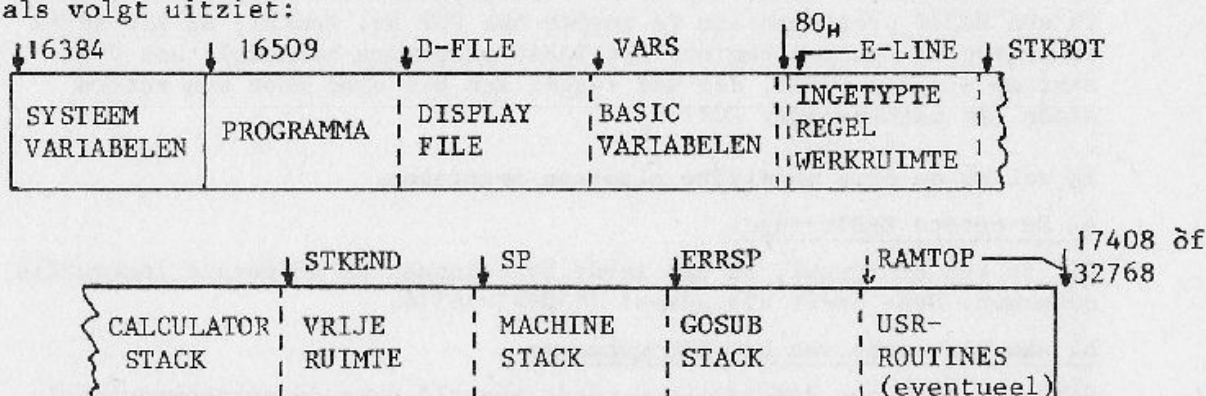 als volgt uitziet:
16384 16509 D-FILE VARS 80H E-LINE STKBOT
SYSTEEM VARIABELEN
PROGRAMMA
DISPLAY FILE
BASIC VARIABELEN
INGETYPTE REGEL
WERKRUIMTE
STKEND SP ERRSP RAMTOP 17408 òf
32768
CALCULATOR STACK
VRIJE RUIMTE
MACHINE STACK
GOSUB STACK
USR-ROUTINES
(eventueel)